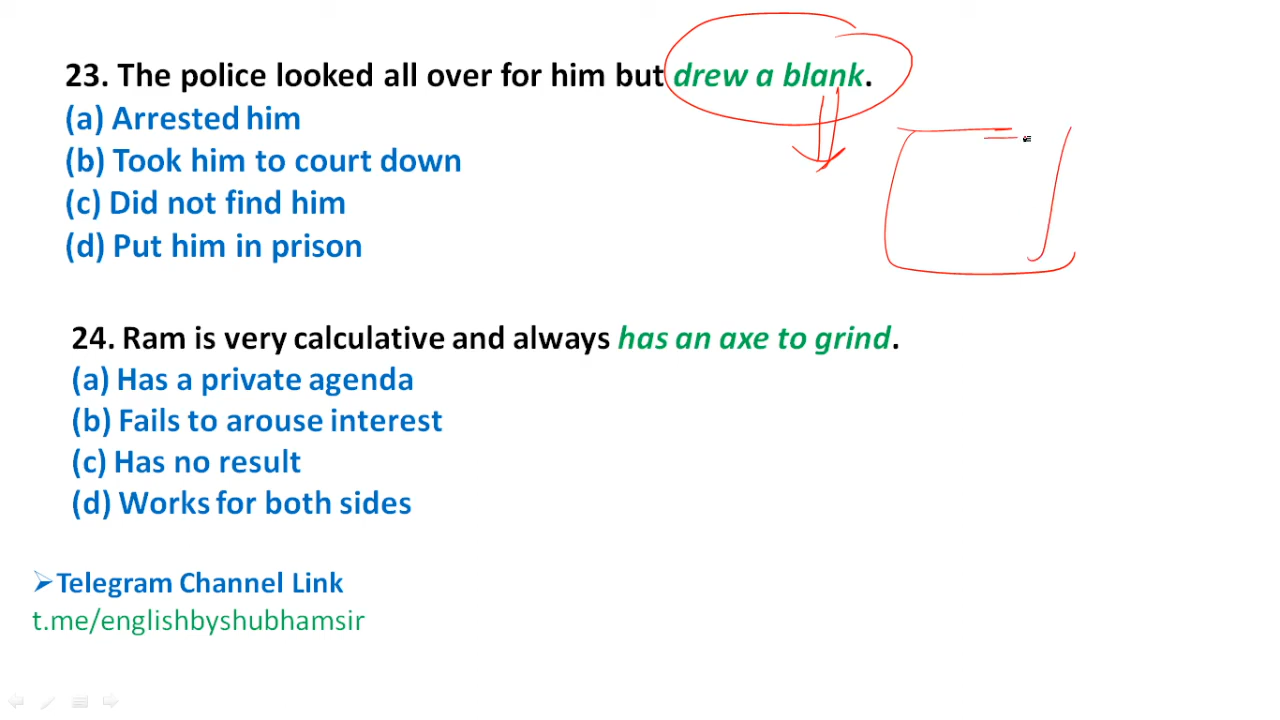 23. The police looked all over for him but drew a blank.
(a) Arrested him
(b) Took him to court down
(c) Did not find him
(d) Put him in prison
24. Ram is very calculative and always has an axe to grind.
(a) Has a private agenda
(b) Fails to arouse interest
(c) Has no result
(d) Works for both sides
➢Telegram Channel Link
t.me/englishbyshubhamsir